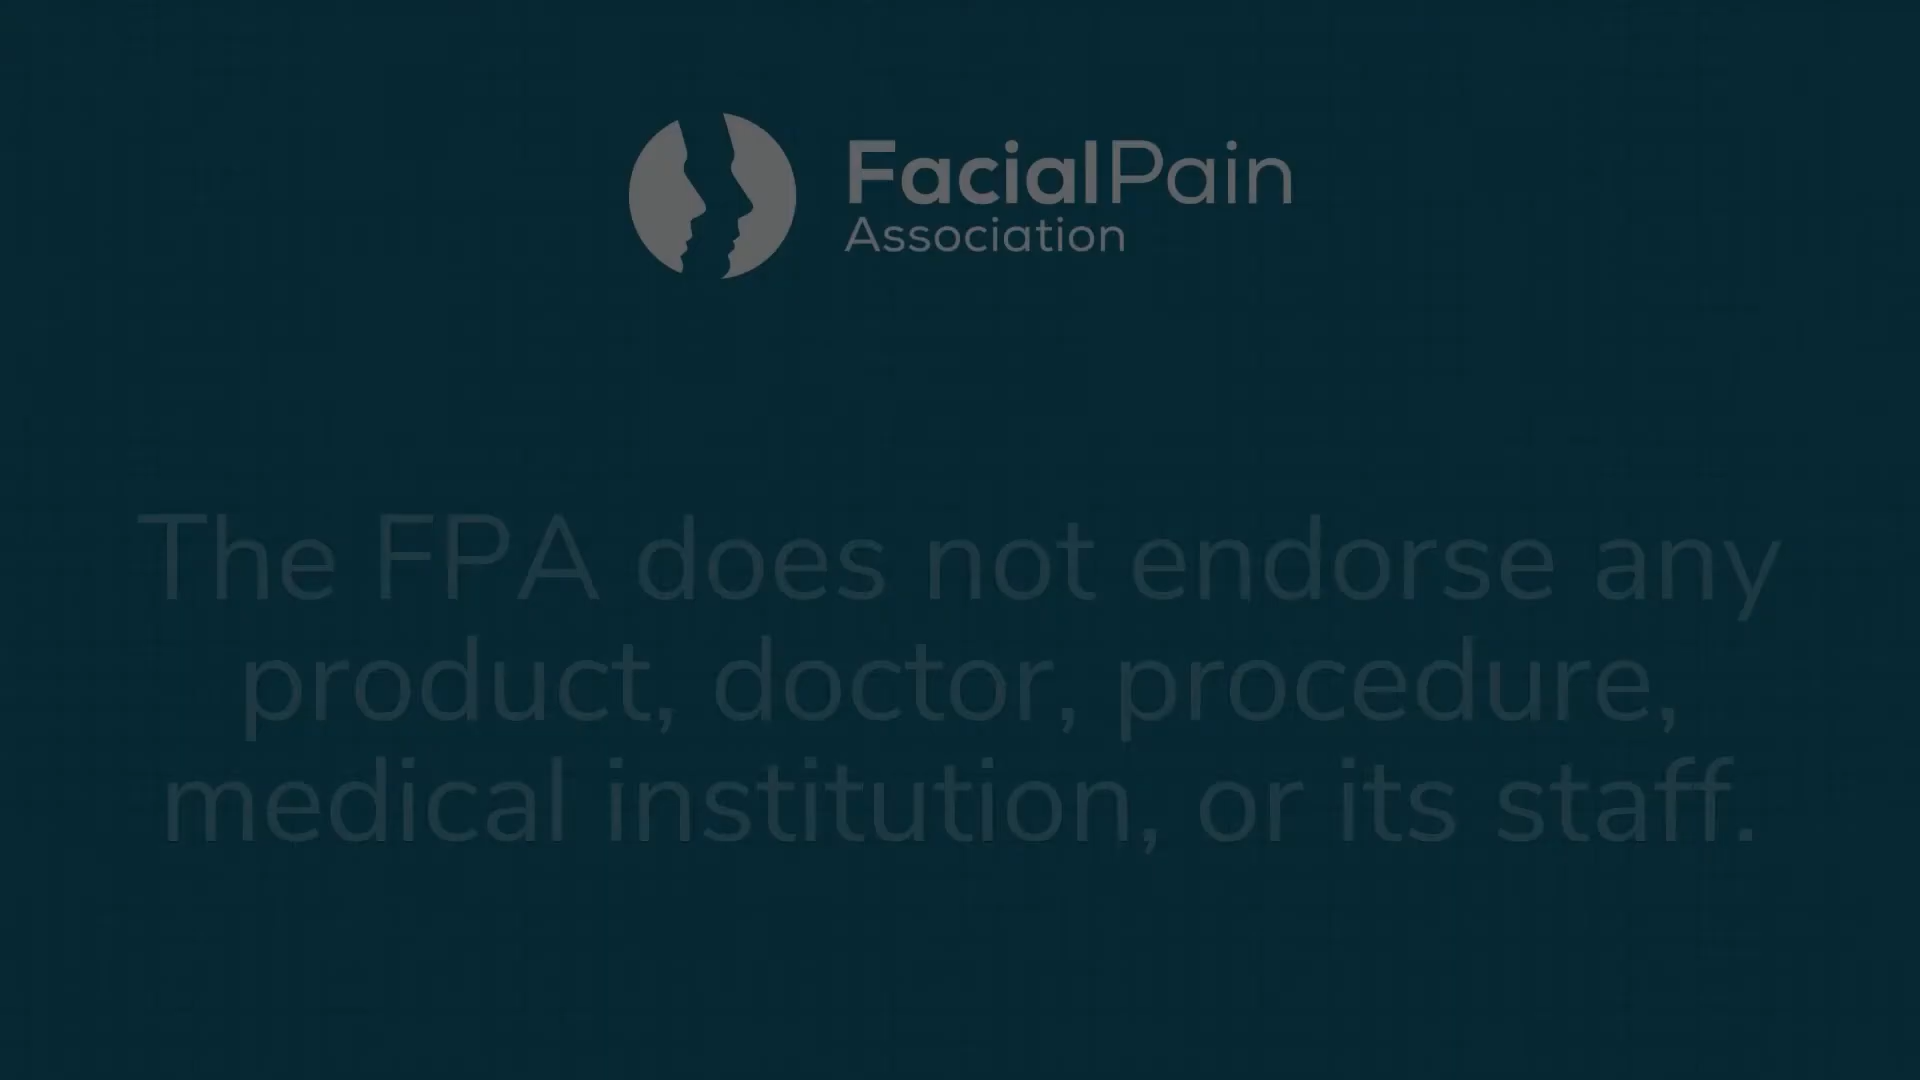 FacialPain
Association
The FPA does not endorse any
product, doctor, procedure,
medical institution, or its staff.